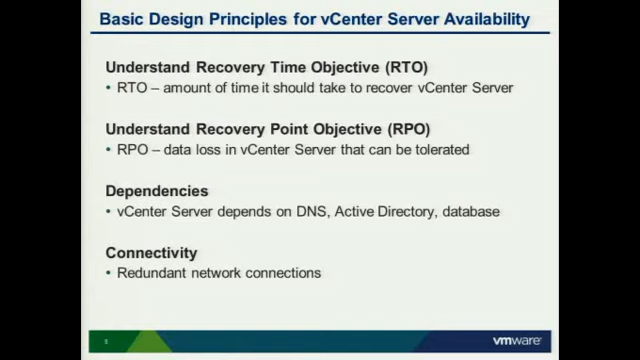 Basic Design Principles for vCenter Server Availability
Understand Recovery Time Objective (RTO)
• RTO – amount of time it should take to recover vCenter Server
Understand Recovery Point Objective (RPO)
• RPO – data loss in vCenter Server that can be tolerated
Dependencies
• vCenter Server depends on DNS, Active Directory, database
Connectivity
• Redundant network connections
vmware